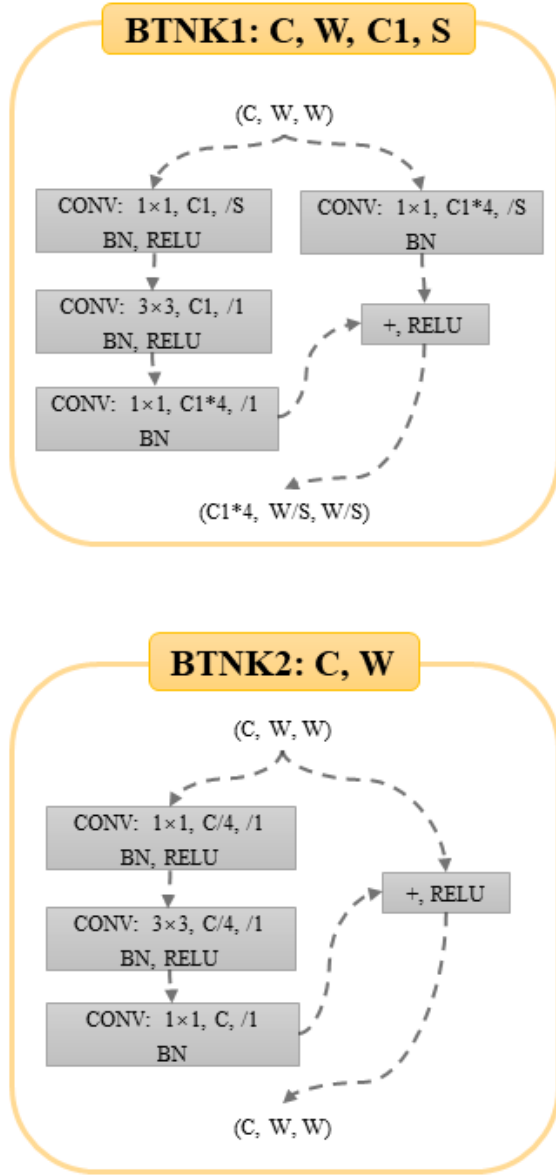 BTNK1: C, W, C1, S
(C, W, W)
CONV: 1×1, C1, /S
BN, RELU
CONV: 1×1, C1*4, /S
BN
CONV: 3×3, C1, /1
BN, RELU
+, RELU
CONV: 1×1, C1*4, /1
BN
(C1*4, W/S, W/S)
BTNK2: C, W
(C, W, W)
CONV: 1×1, C/4, /1
BN, RELU
+, RELU
CONV: 3×3, C/4, /1
BN, RELU
CONV: 1×1, C, /1
BN
(C, W, W)